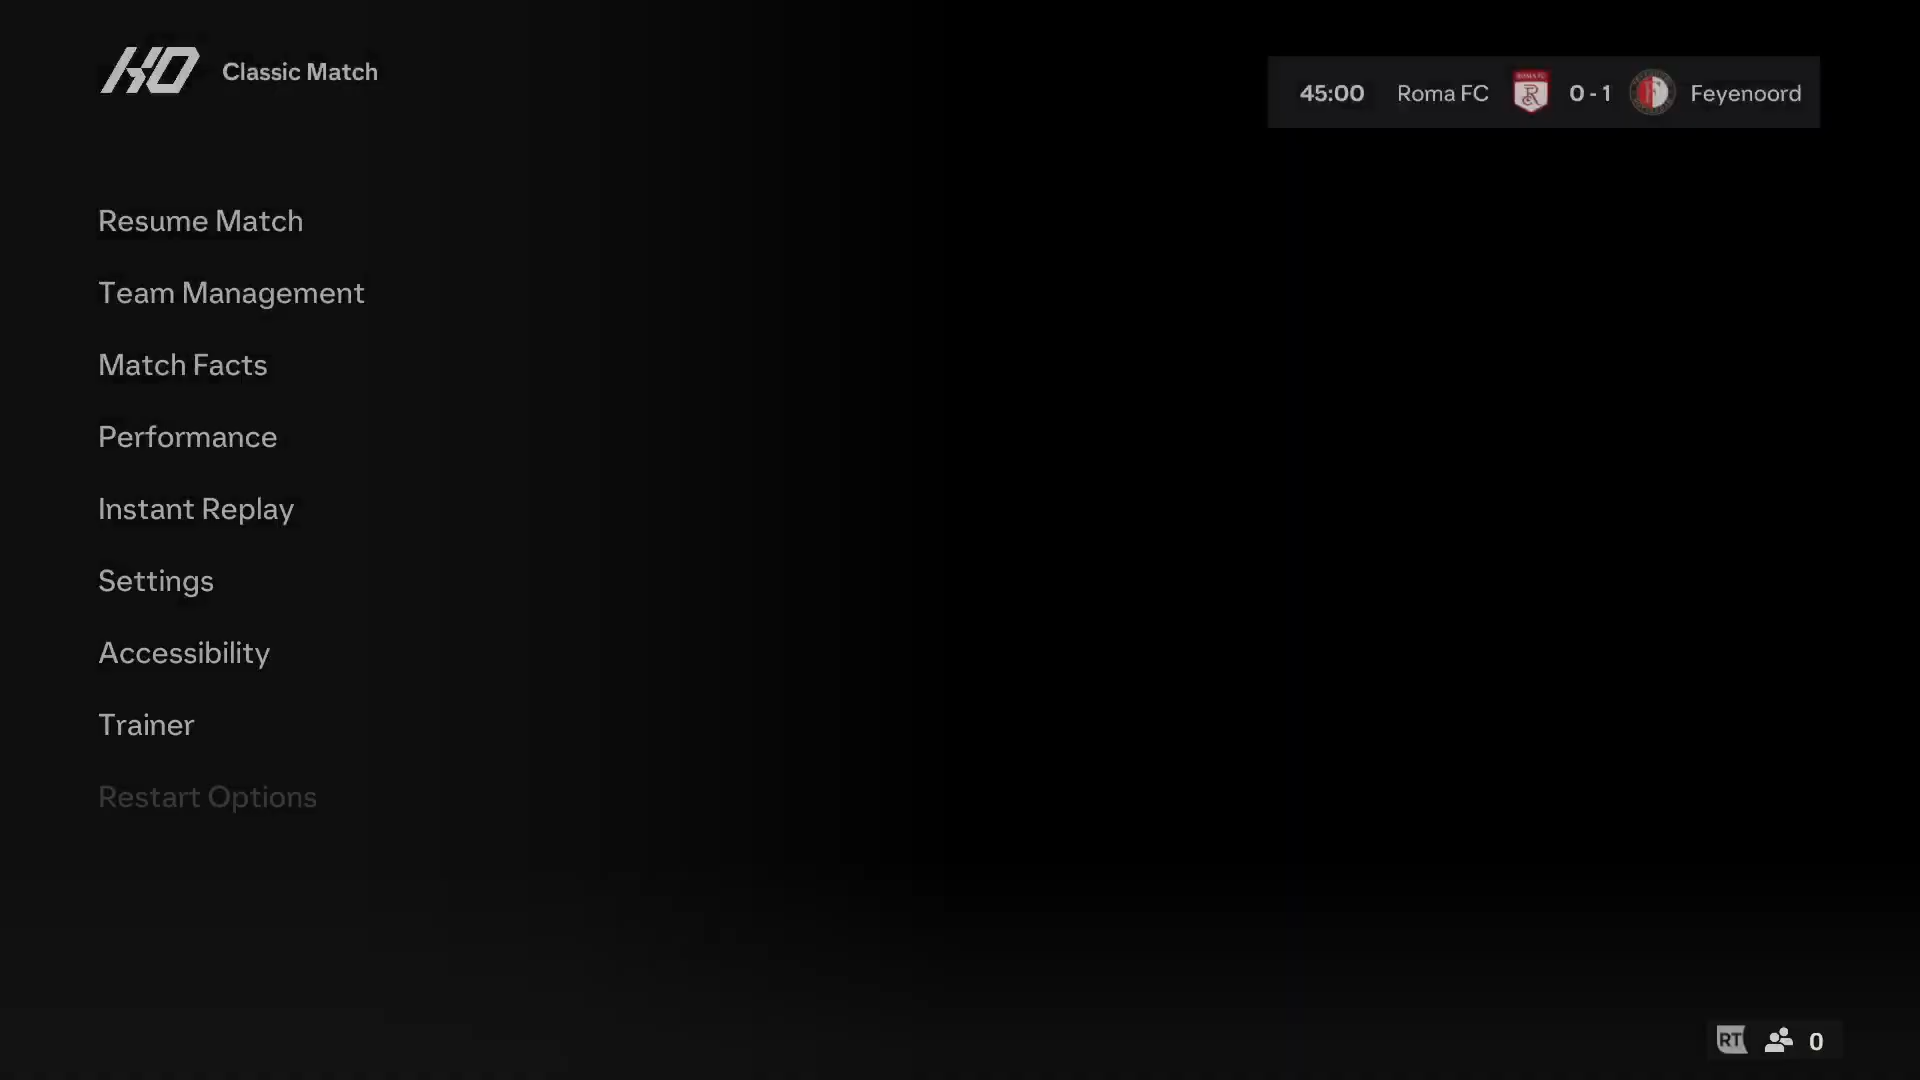 KO Classic Match
45:00 Roma FC 0 - 1 Feyenoord
Resume Match
Team Management
Match Facts
Performance
Instant Replay
Settings
Accessibility
Trainer
Restart Options
RT 0